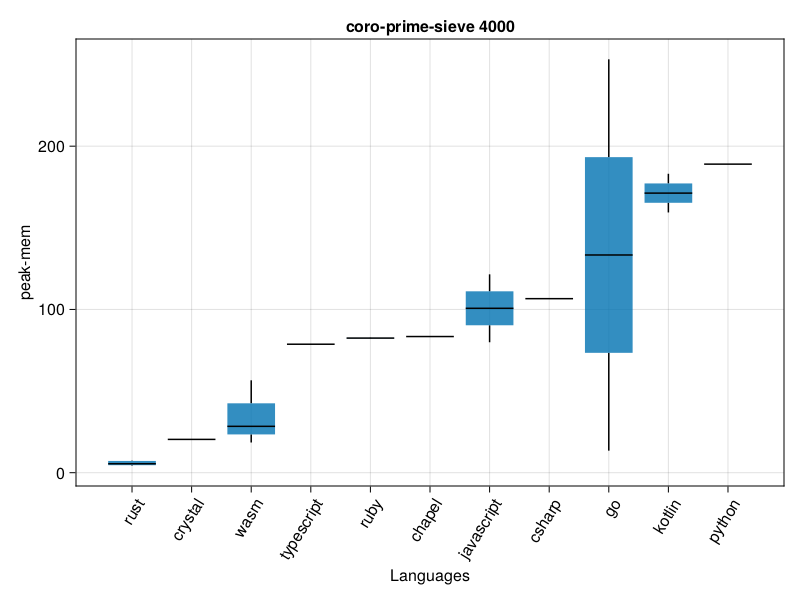 coro-prime-sieve 4000
peak-mem
200
100
0
rust
crystal
wasm
typescript
ruby
chapel
javascript
csharp
go
kotlin
python
Languages